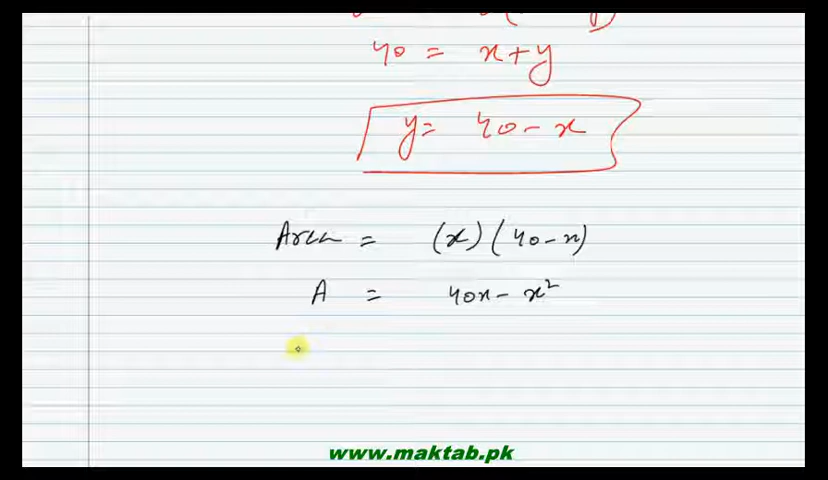 40 = x+y
y= 40-x
Area = (x)(40-x)
A = 40x-x²
www.maktab.pk